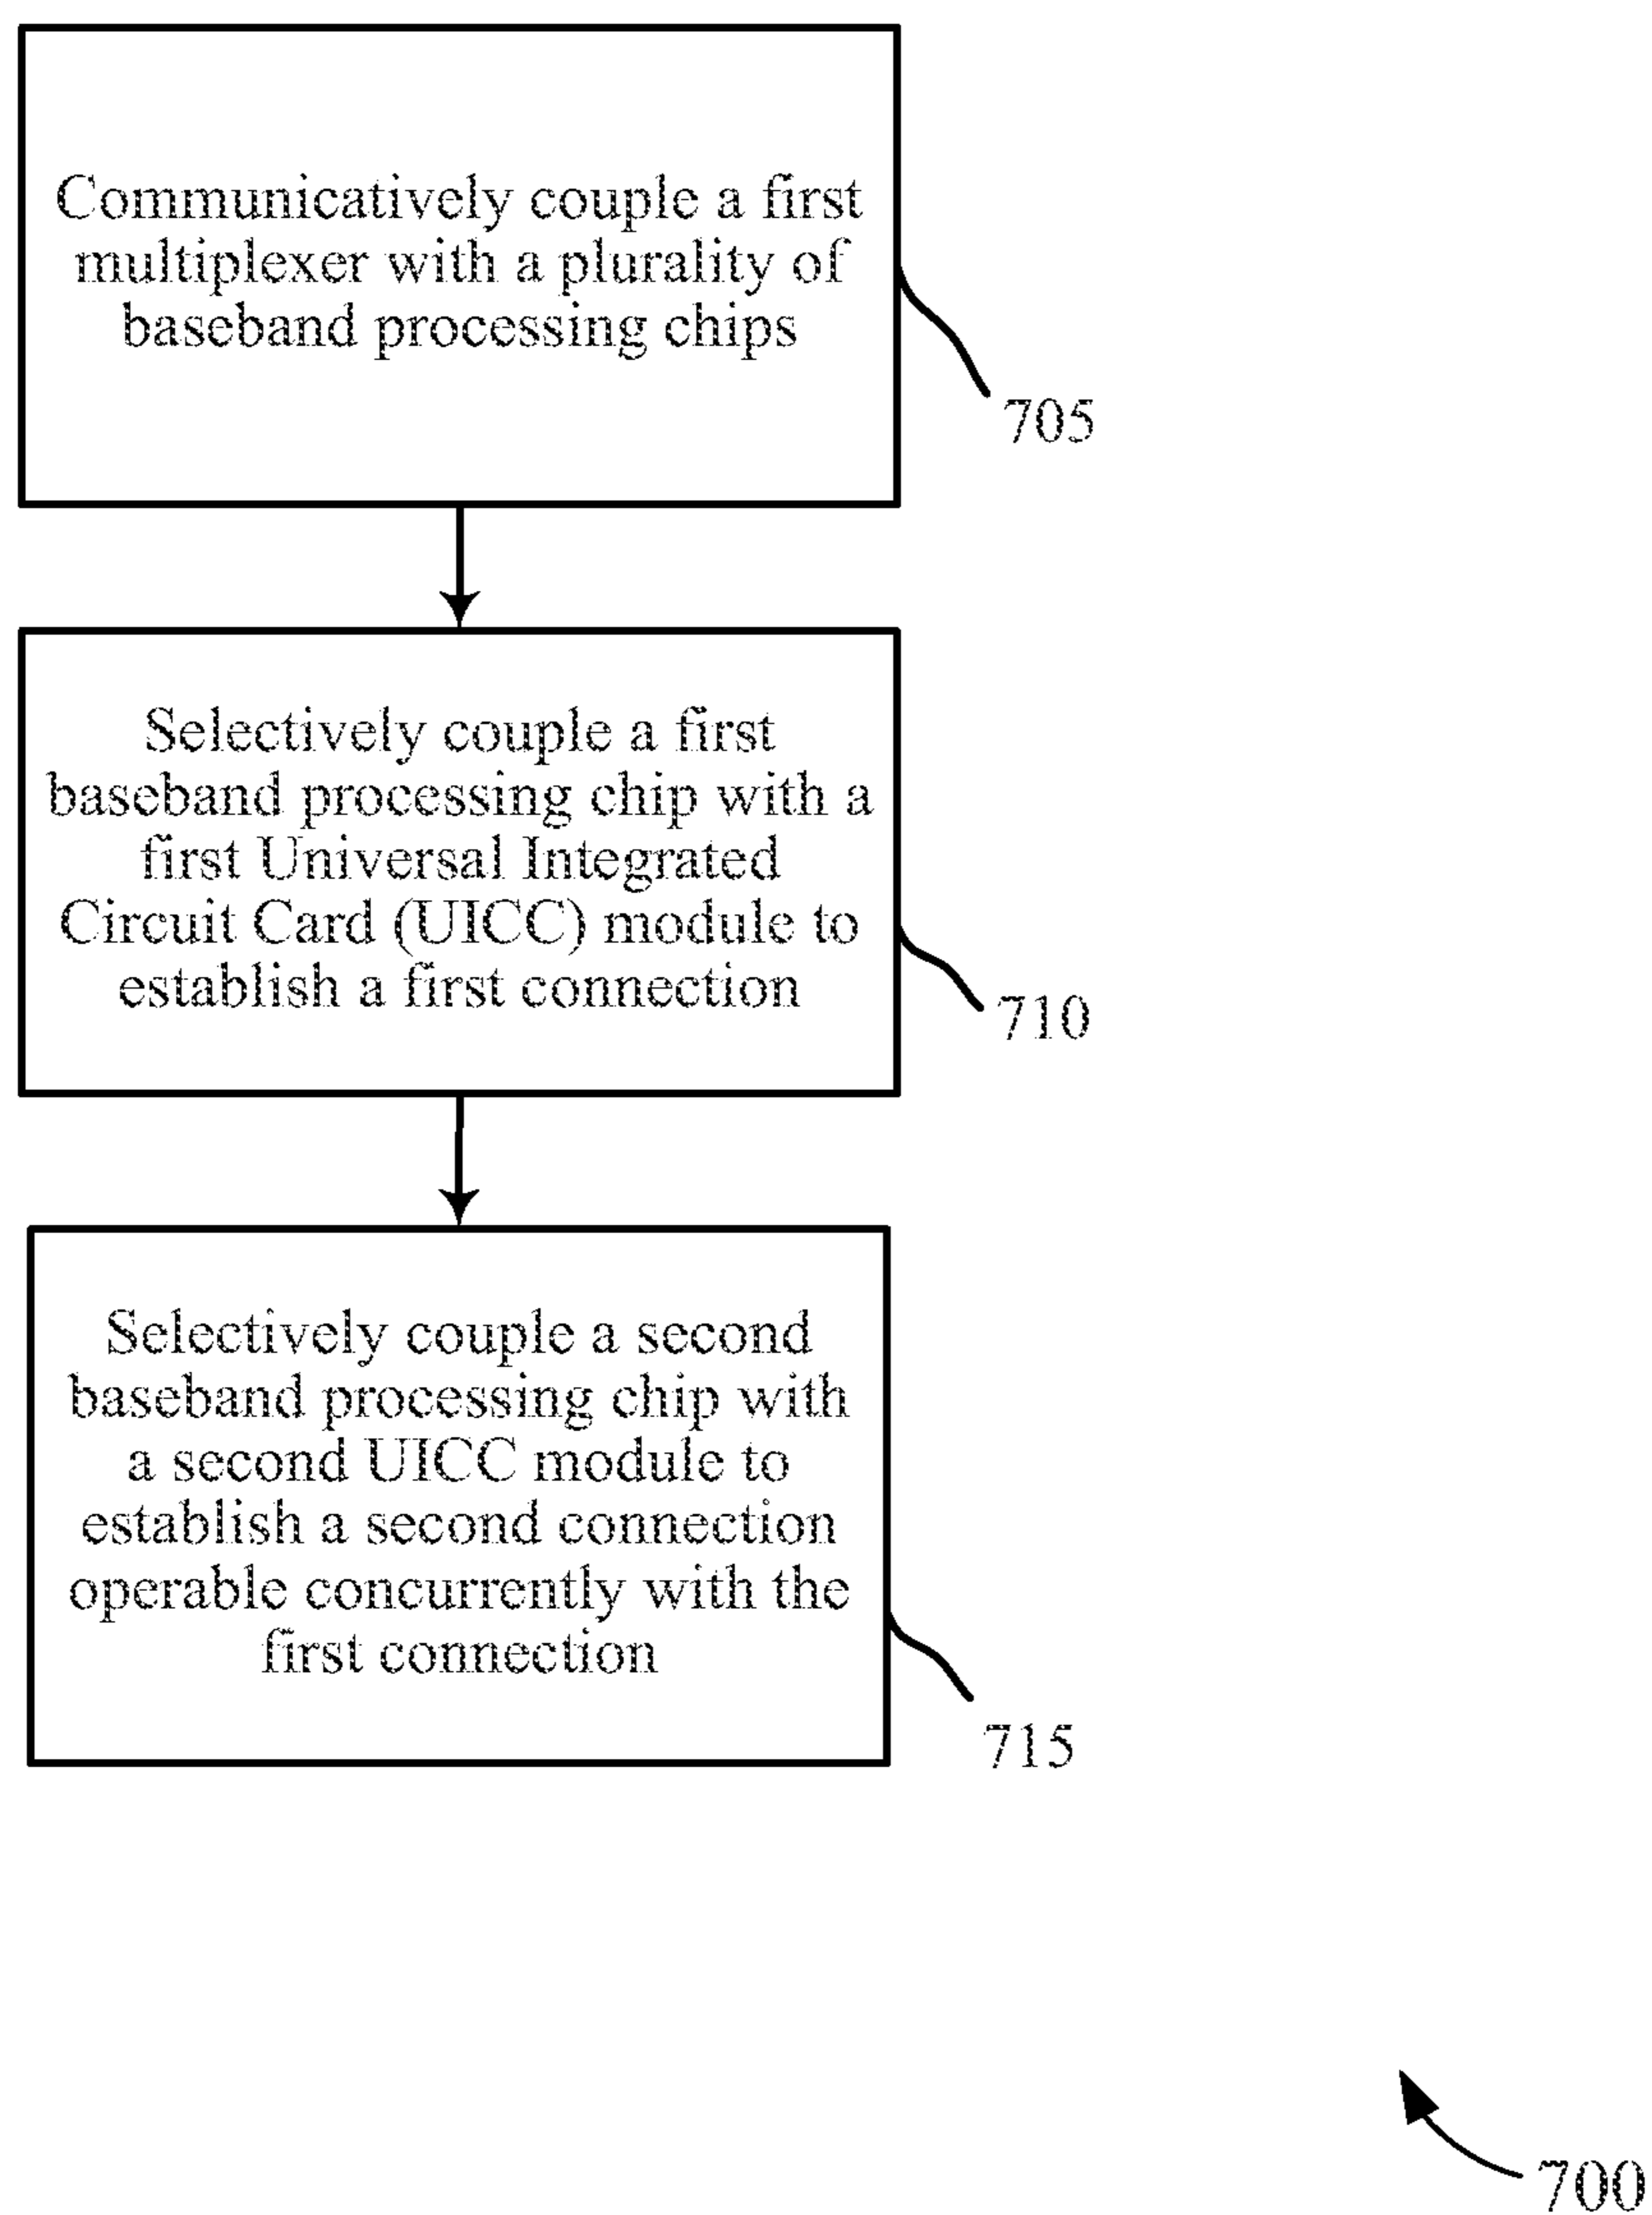 Communicatively couple a first
multiplexer with a plurality of
baseband processing chips
705
Selectively couple a first
baseband processing chip with a
first Universal Integrated
Circuit Card (UICC) module to
establish a first connection
710
Selectively couple a second
baseband processing chip with
a second UICC module to
establish a second connection
operable concurrently with the
first connection
715
700